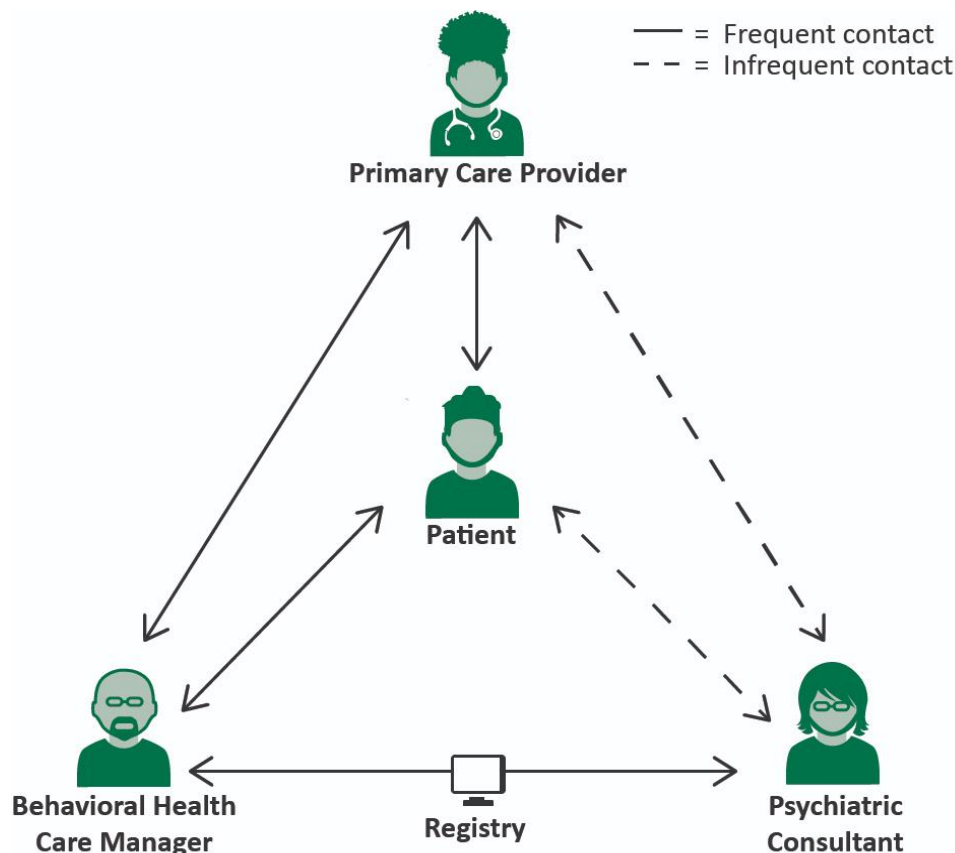 = Frequent contact
= Infrequent contact
Primary Care Provider
Patient
Behavioral Health
Care Manager
Registry
Psychiatric
Consultant